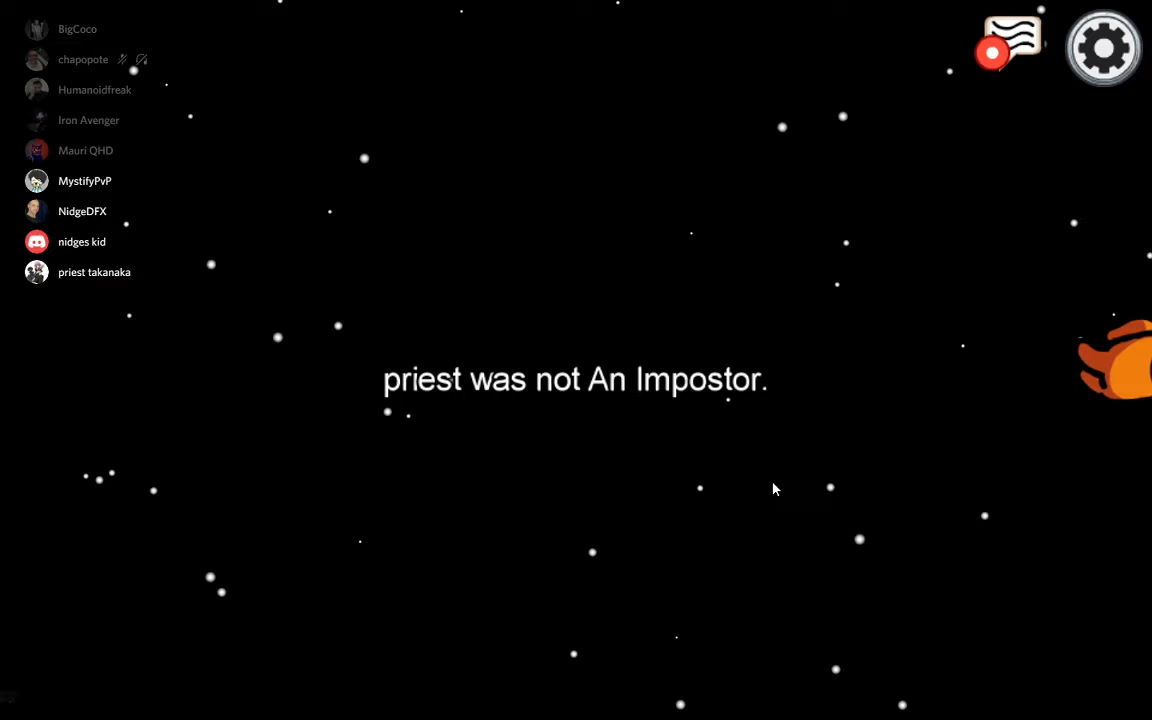 BigCoco
chapopote
Humanoidfreak
Iron Avenger
Mauri QHD
MystifyPvP
NidgeDFX
nidges kid
priest takanaka
priest was not An Impostor.